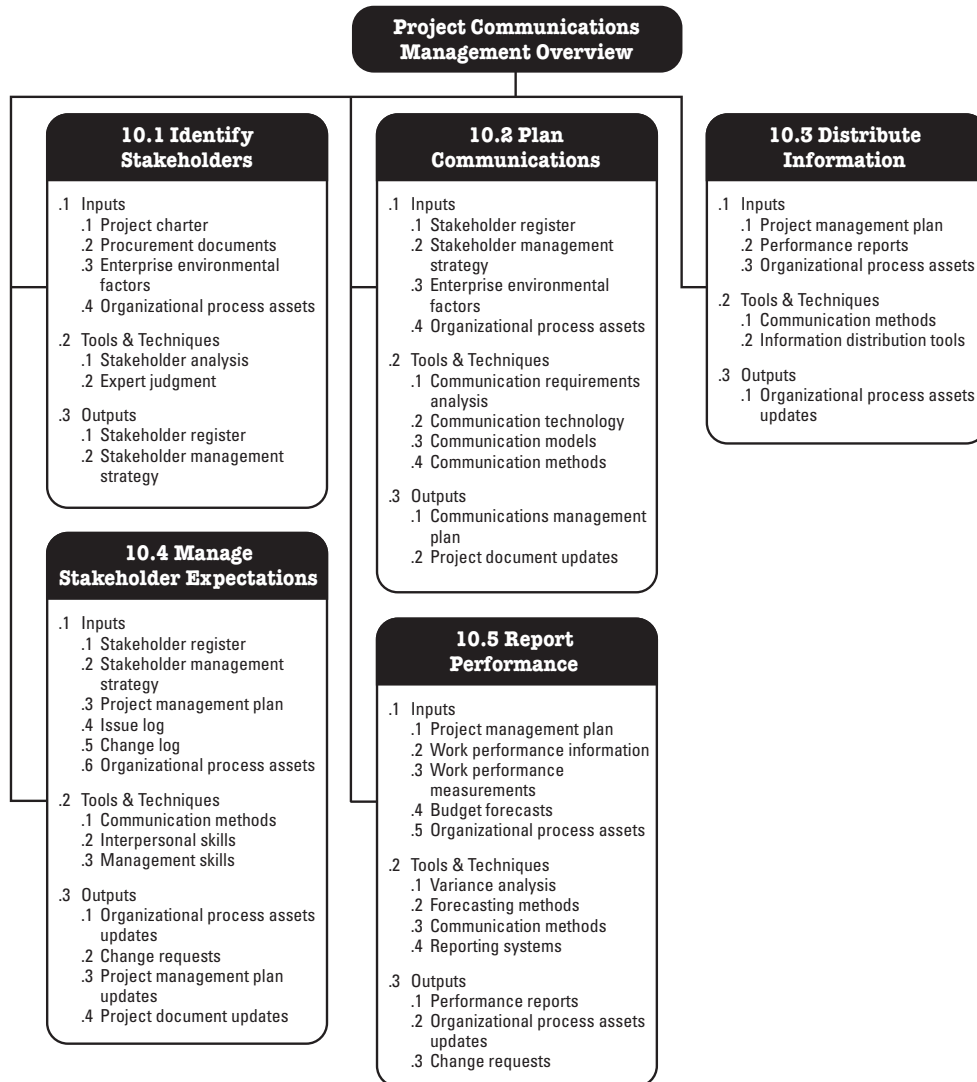 Project Communications
Management Overview
10.1 Identify
Stakeholders
.1 Inputs
.1 Project charter
.2 Procurement documents
.3 Enterprise environmental
factors
.4 Organizational process assets
.2 Tools & Techniques
.1 Stakeholder analysis
.2 Expert judgment
.3 Outputs
.1 Stakeholder register
.2 Stakeholder management
strategy
10.2 Plan
Communications
.1 Inputs
.1 Stakeholder register
.2 Stakeholder management
strategy
.3 Enterprise environmental
factors
.4 Organizational process assets
.2 Tools & Techniques
.1 Communication requirements
analysis
.2 Communication technology
.3 Communication models
.4 Communication methods
.3 Outputs
.1 Communications management
plan
.2 Project document updates
10.3 Distribute
Information
.1 Inputs
.1 Project management plan
.2 Performance reports
.3 Organizational process assets
.2 Tools & Techniques
.1 Communication methods
.2 Information distribution tools
.3 Outputs
.1 Organizational process assets
updates
10.4 Manage
Stakeholder Expectations
.1 Inputs
.1 Stakeholder register
.2 Stakeholder management
strategy
.3 Project management plan
.4 Issue log
.5 Change log
.6 Organizational process assets
.2 Tools & Techniques
.1 Communication methods
.2 Interpersonal skills
.3 Management skills
.3 Outputs
.1 Organizational process assets
updates
.2 Change requests
.3 Project management plan
updates
.4 Project document updates
10.5 Report
Performance
.1 Inputs
.1 Project management plan
.2 Work performance information
.3 Work performance
measurements
.4 Budget forecasts
.5 Organizational process assets
.2 Tools & Techniques
.1 Variance analysis
.2 Forecasting methods
.3 Communication methods
.4 Reporting systems
.3 Outputs
.1 Performance reports
.2 Organizational process assets
updates
.3 Change requests